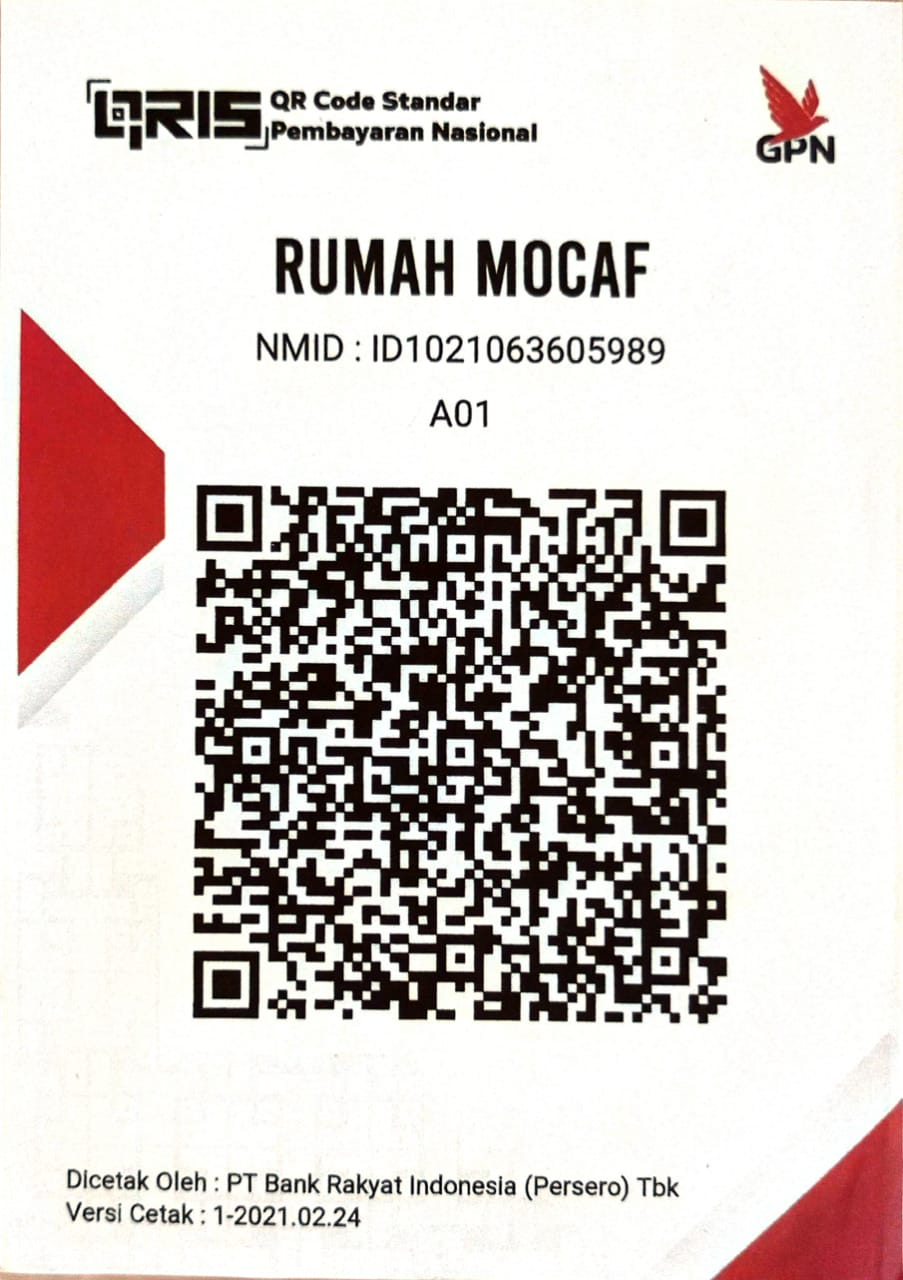 QRIS QR Code Standar
Pembayaran Nasional
GPN
RUMAH MOCAF
NMID : ID1021063605989
A01
Dicetak Oleh : PT Bank Rakyat Indonesia (Persero) Tbk
Versi Cetak : 1-2021.02.24